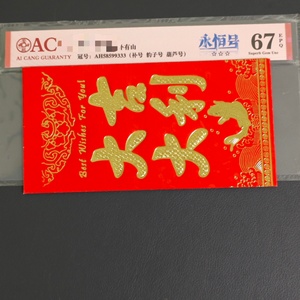 AC
AI CANG GUARANTY
卜有山
冠号: AH58599333 (补号 豹子号 葫芦号)
永恒号
☆☆☆
67
EPQ
Superb Gem Unc
大吉
大利
Best Wishes For You!